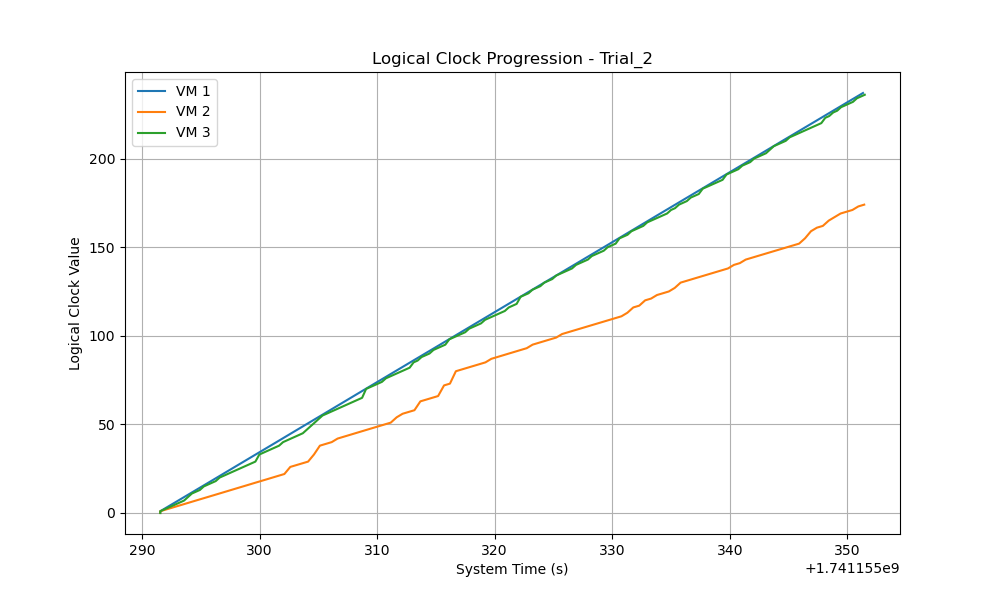 Logical Clock Progression - Trial_2
VM 1
VM 2
VM 3
Logical Clock Value
200
150
100
50
0
290 300 310 320 330 340 350
System Time (s)
+1.741155e9